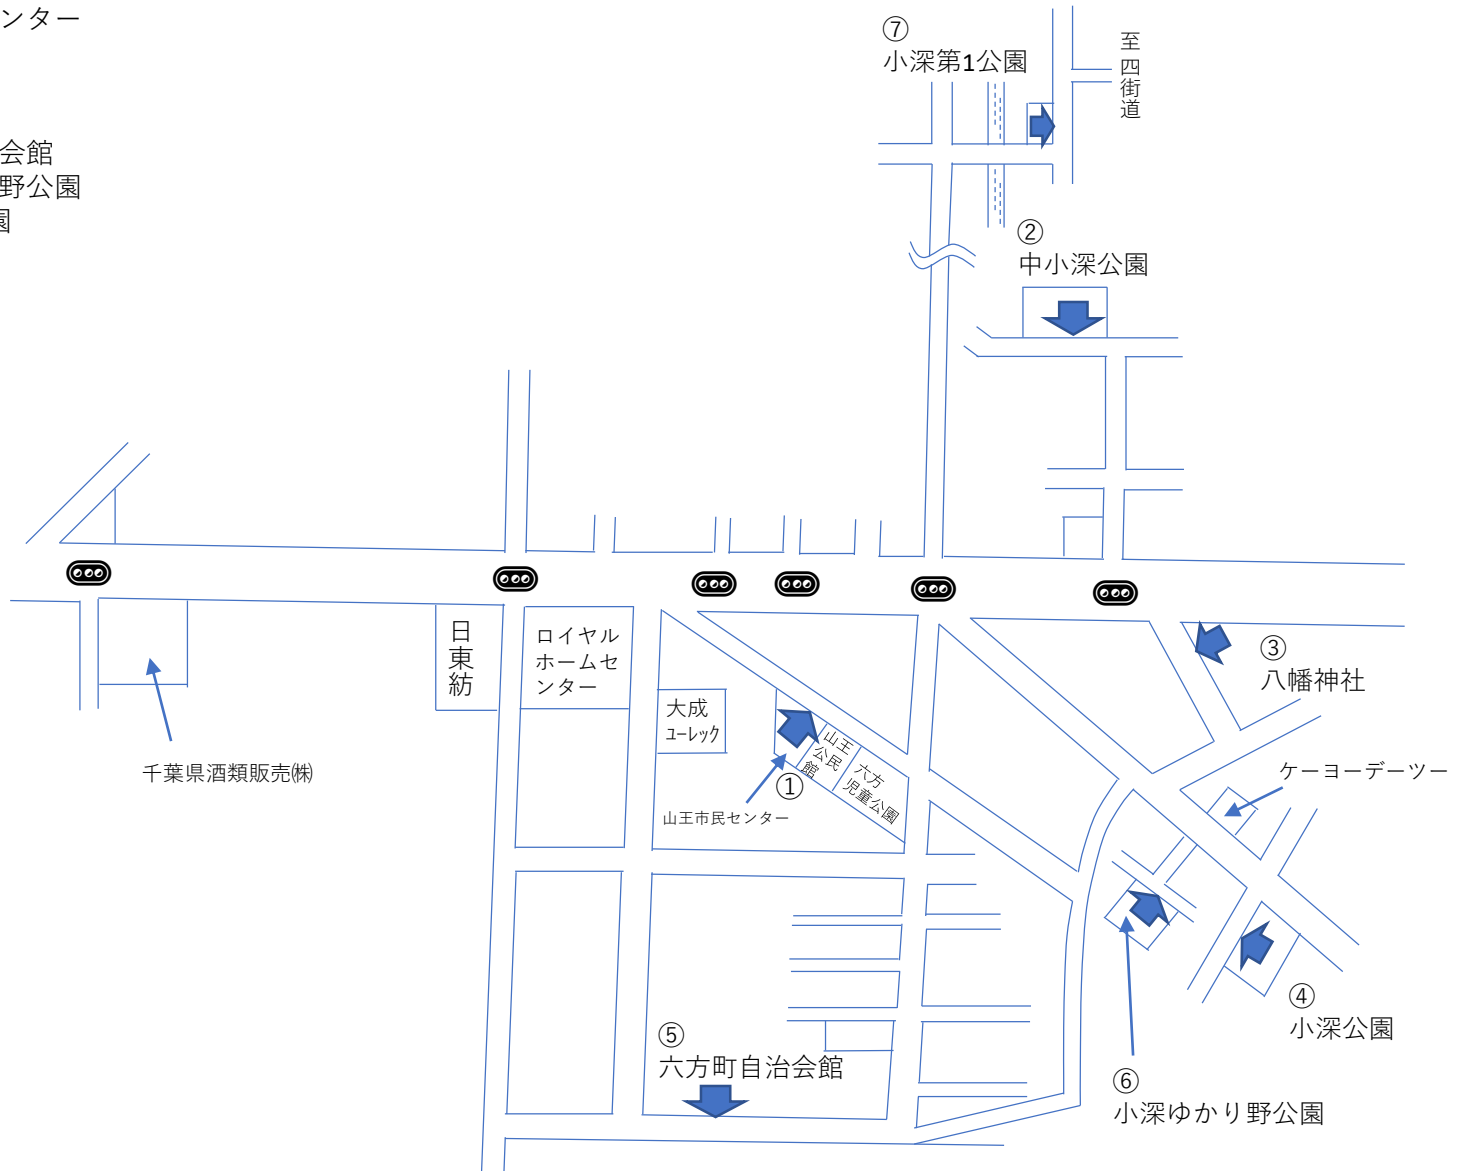 ンター
会館
野公園
園
⑦
小深第1公園
至 四街道
②
中小深公園
日東紡
ロイヤル
ホームセ
ンター
大成
ユーレック
山王
公民
館
六方
児童公園
①
山王市民センター
千葉県酒類販売㈱
③
八幡神社
ケーヨーデーツー
④
小深公園
⑤
六方町自治会館
⑥
小深ゆかり野公園